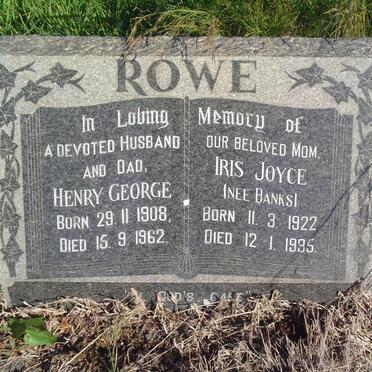 ROWE
In Loving Memory of
A DEVOTED HUSBAND
AND DAD,
HENRY GEORGE
BORN 29.11.1908,
DIED 15.9.1962.
OUR BELOVED MOM,
IRIS JOYCE
(NEE BANKS)
BORN 11.3.1922
DIED 12.1.1995.
CARE"